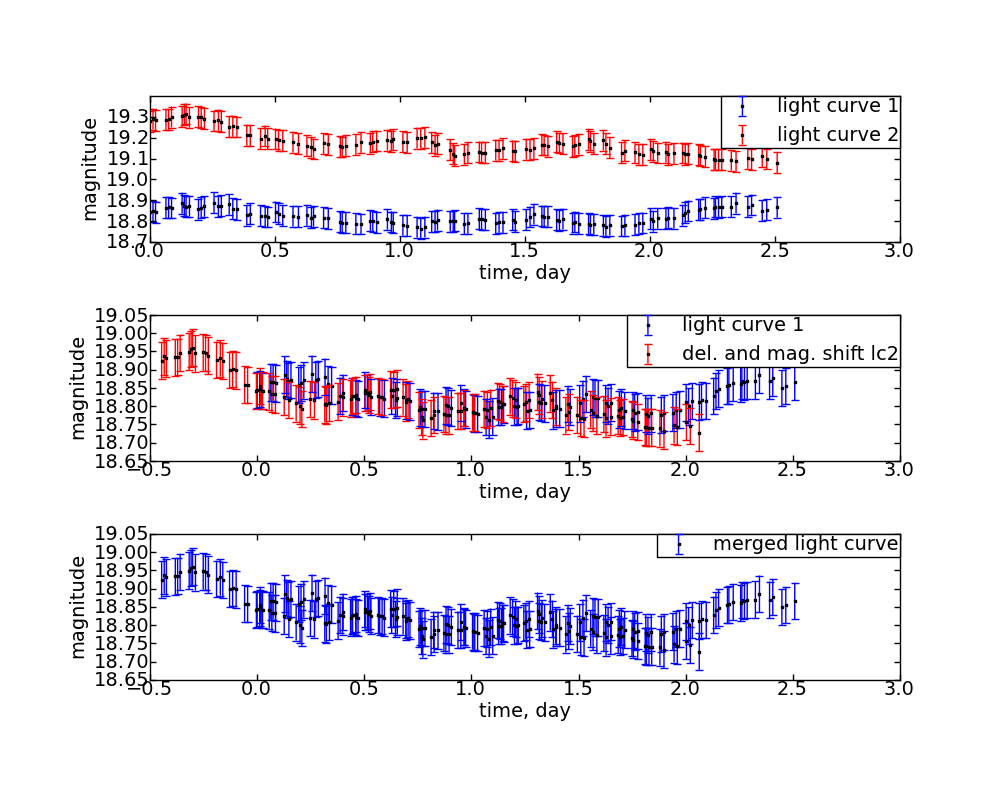 light curve 1
light curve 2
19.3
19.2
19.1
19.0
18.9
18.8
18.7
magnitude
0.0 0.5 1.0 1.5 2.0 2.5 3.0
time, day
light curve 1
del. and mag. shift lc2
19.05
19.00
18.95
18.90
18.85
18.80
18.75
18.70
18.65
magnitude
−0.5 0.0 0.5 1.0 1.5 2.0 2.5 3.0
time, day
merged light curve
19.05
19.00
18.95
18.90
18.85
18.80
18.75
18.70
18.65
magnitude
−0.5 0.0 0.5 1.0 1.5 2.0 2.5 3.0
time, day